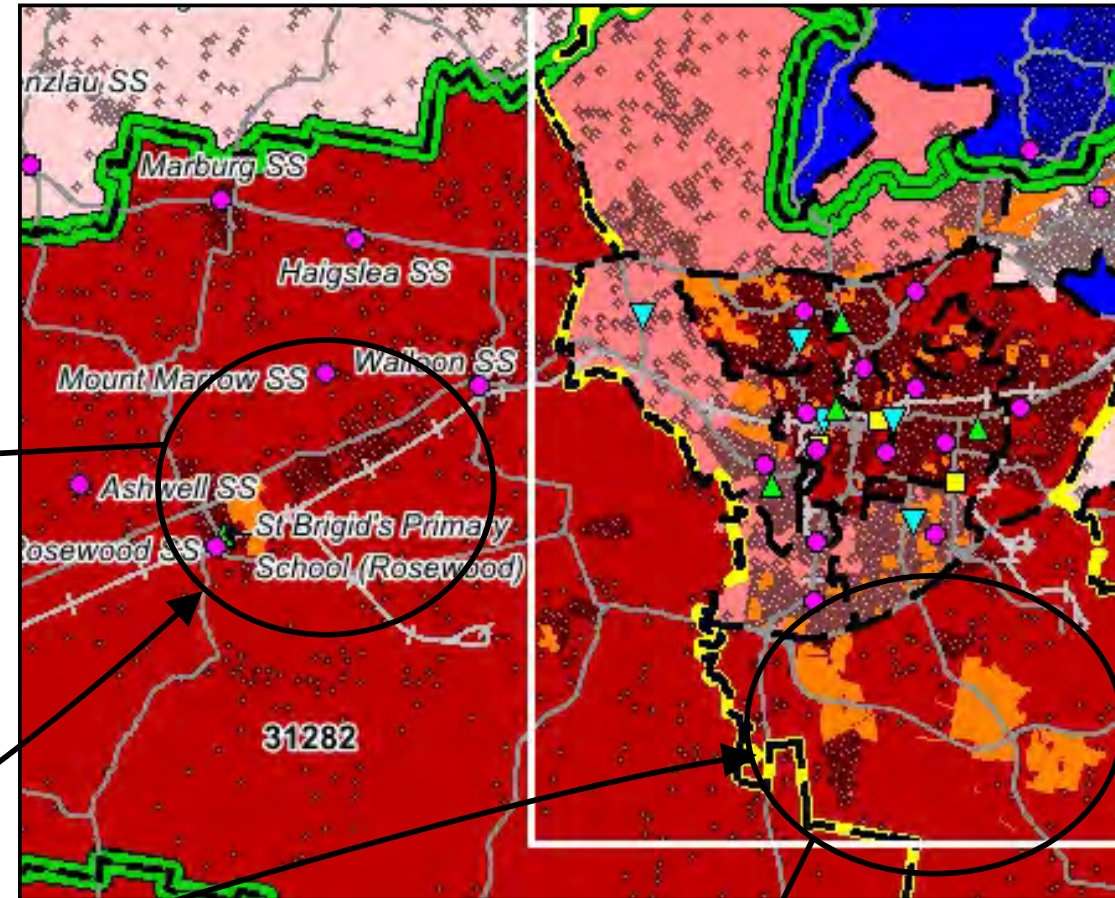 nzlau SS
Marburg SS
Haigslea SS
Mount Marrow SS
Walloon SS
Ashwell SS
Rosewood SS
St Brigid's Primary
School (Rosewood)
31282